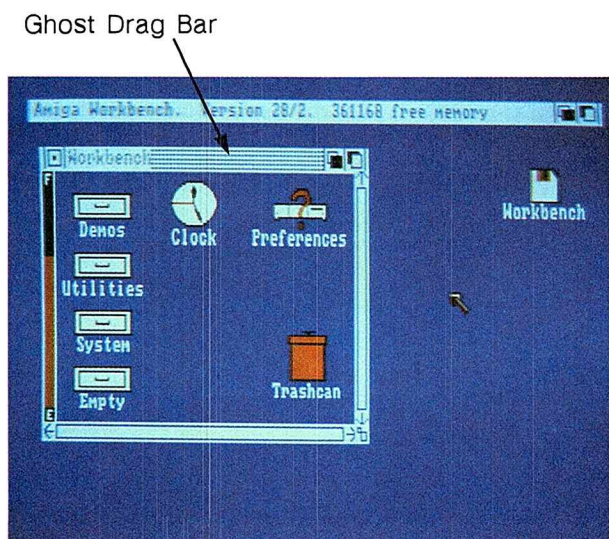 Ghost Drag Bar
Amiga Workbench. Version 28/2. 361168 free memory
Workbench
F
Demos
Clock
Preferences
Workbench
Utilities
System
Trashcan
Empty
E